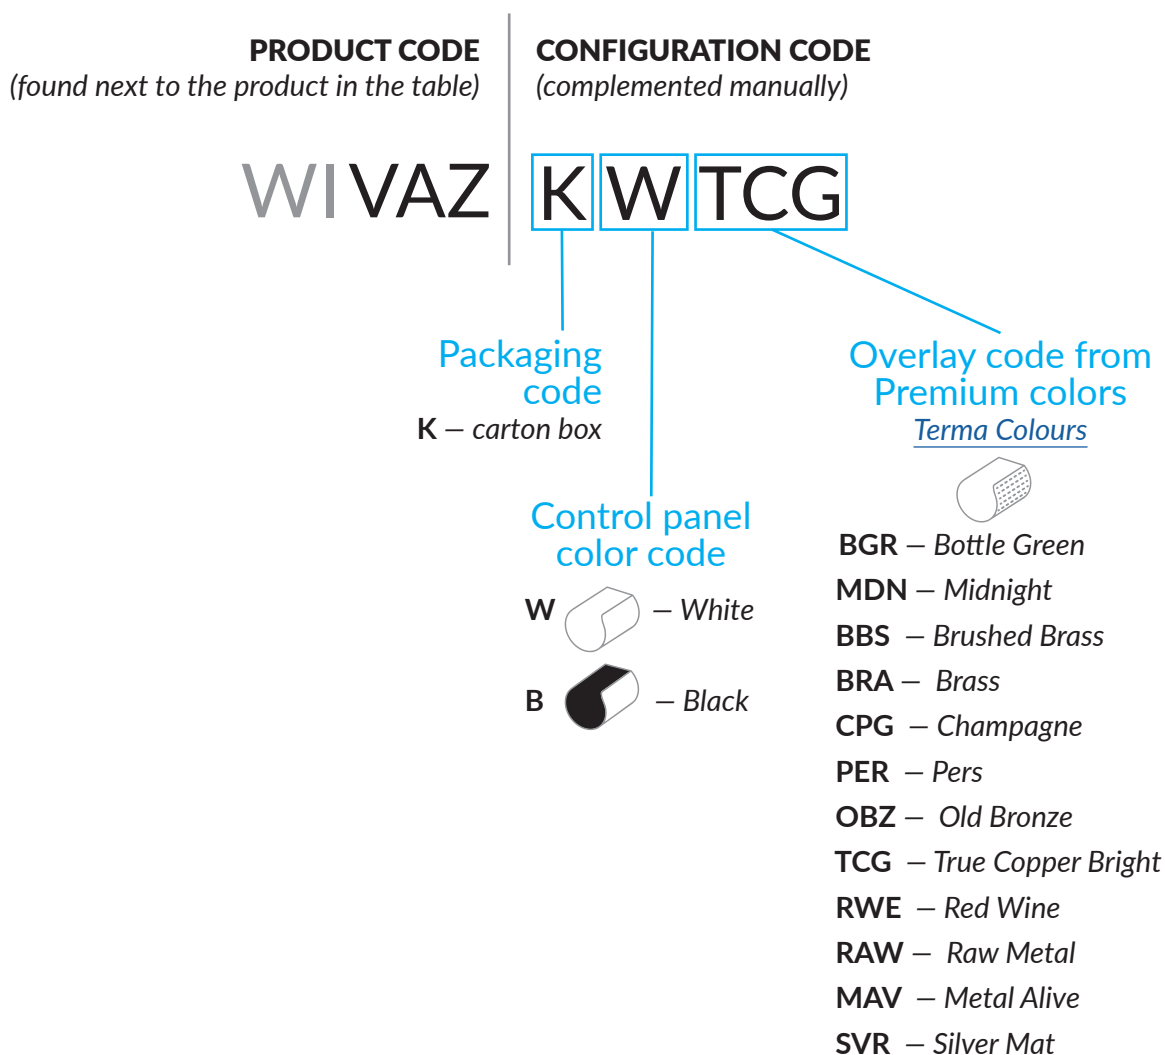 PRODUCT CODE
(found next to the product in the table)
CONFIGURATION CODE
(complemented manually)
WIVAZ KWTCG
Packaging
code
K – carton box
Control panel
color code
W – White
B – Black
Overlay code from
Premium colors
Terma Colours
BGR – Bottle Green
MDN – Midnight
BBS – Brushed Brass
BRA – Brass
CPG – Champagne
PER – Pers
OBZ – Old Bronze
TCG – True Copper Bright
RWE – Red Wine
RAW – Raw Metal
MAV – Metal Alive
SVR – Silver Mat